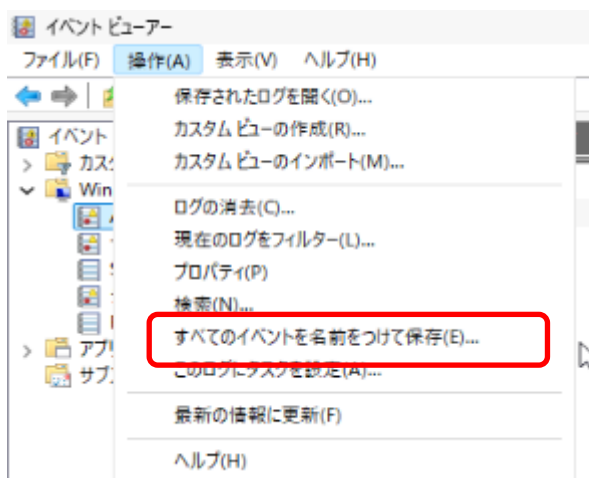 イベント ビューアー
ファイル(F) 操作(A) 表示(V) ヘルプ(H)
保存されたログを開く(O)...
イベント
カスタム ビューの作成(R)...
カスタム ビューのインポート(M)...
Win
ログの消去(C)...
現在のログをフィルター(L)...
プロパティ(P)
検索(N)...
すべてのイベントを名前をつけて保存(E)...
このログにタスクを設定(A)...
最新の情報に更新(F)
ヘルプ(H)